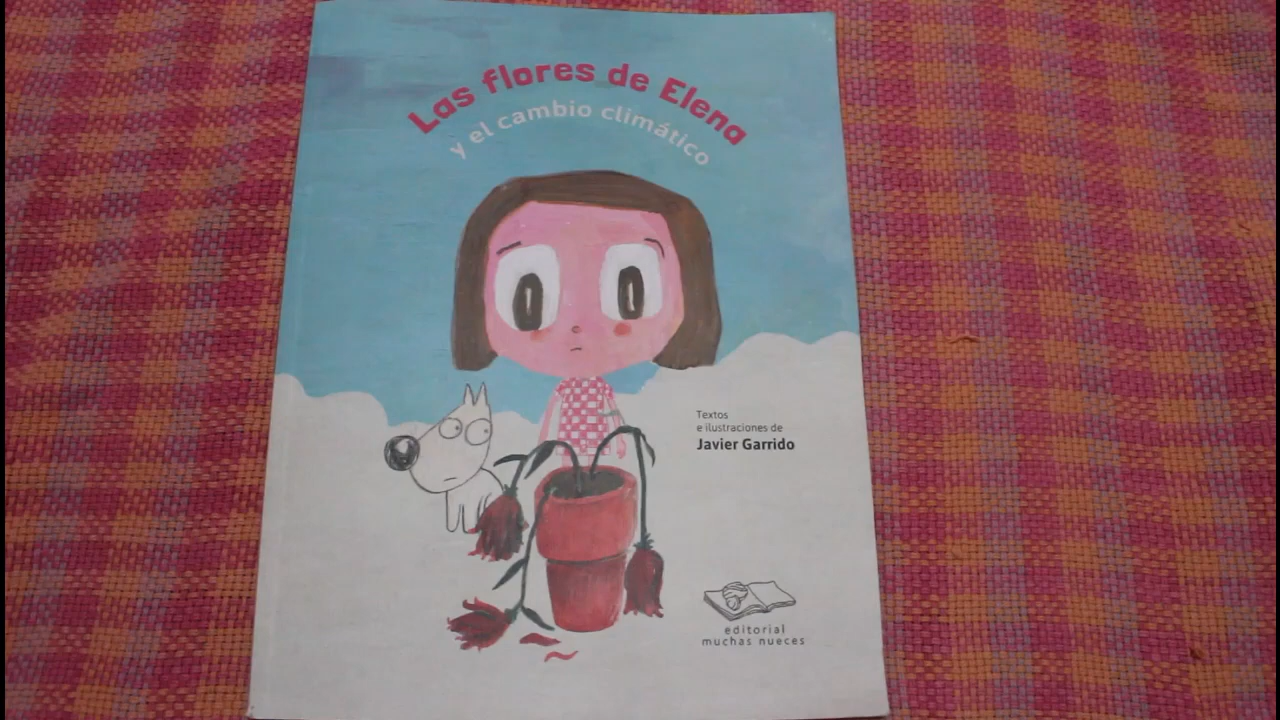 Las flores de Elena
y el cambio climático
Textos
e ilustraciones de
Javier Garrido
editorial
muchas nueces